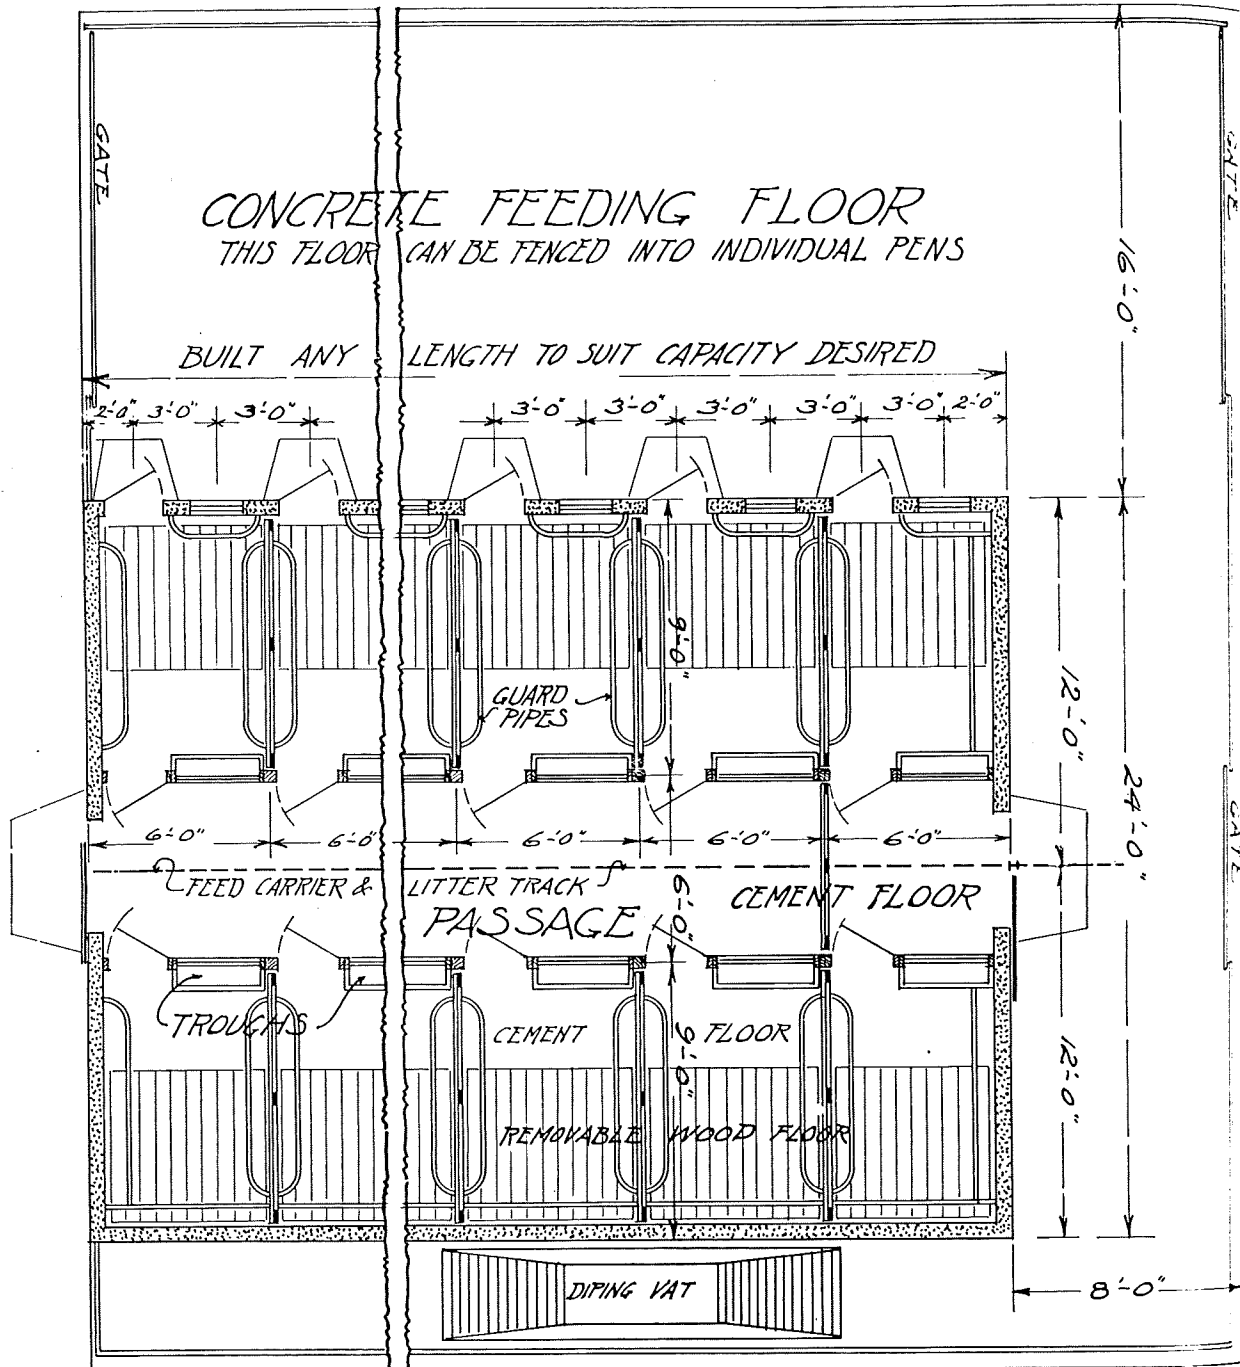 GATE
GATE
CONCRETE FEEDING FLOOR
THIS FLOOR CAN BE FENCED INTO INDIVIDUAL PENS
16'-0"
BUILT ANY LENGTH TO SUIT CAPACITY DESIRED
2'-0" 3'-0" 3'-0" 3'-0" 3'-0" 3'-0" 3'-0" 3'-0" 2'-0"
9'-0"
GUARD
PIPES
12'-0"
24'-0"
GATE
6'-0" 6'-0" 6'-0" 6'-0" 6'-0"
FEED CARRIER & LITTER TRACK
6'-0"
CEMENT FLOOR
PASSAGE
TROUGHS
CEMENT FLOOR
9'-0"
12'-0"
REMOVABLE WOOD FLOOR
DIPING VAT
8'-0"